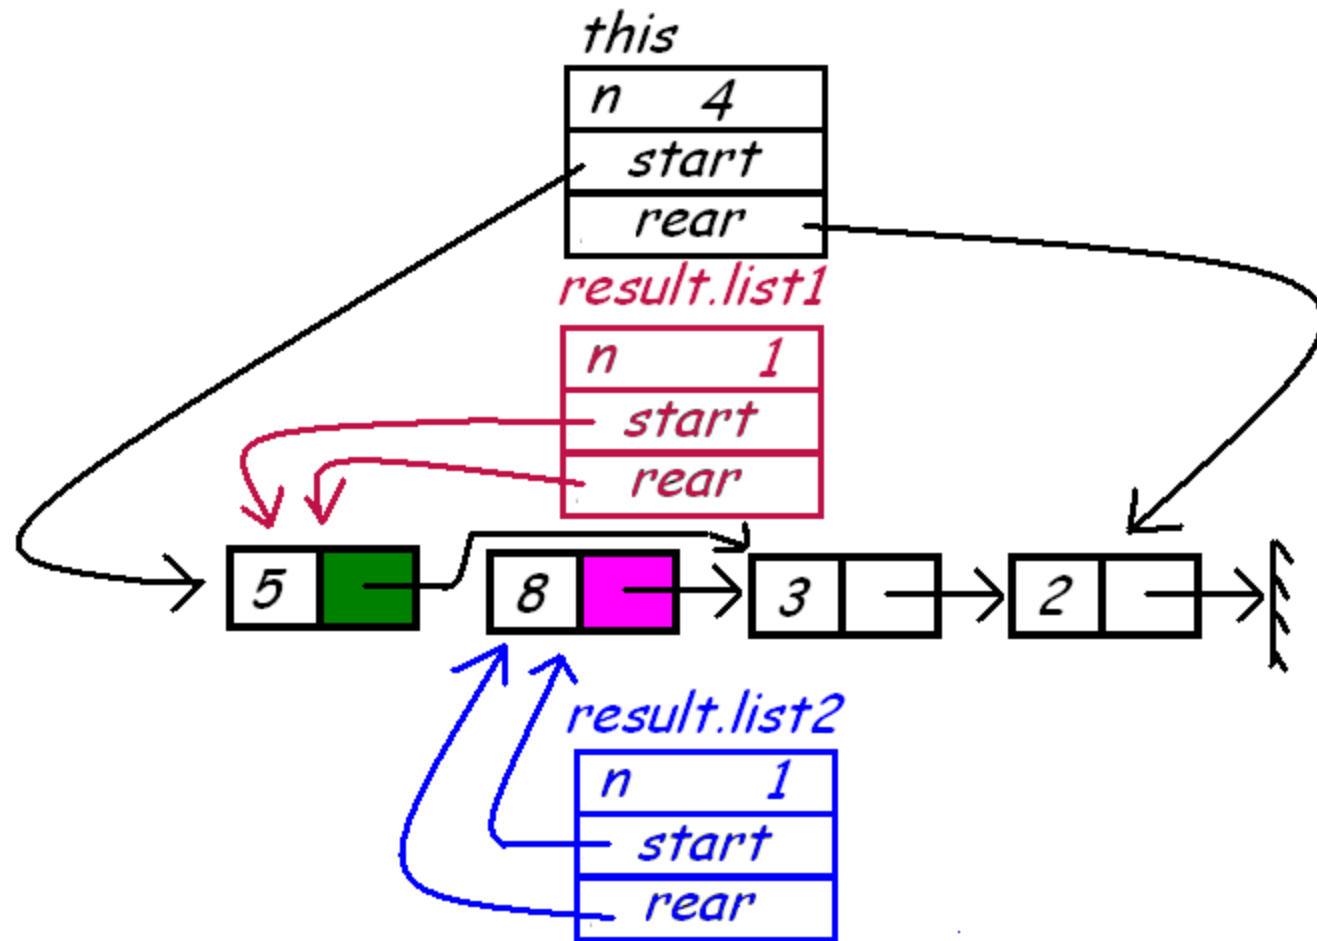 this
n 4
start
rear
result.list1
n 1
start
rear
5 8 3 2
result.list2
n 1
start
rear